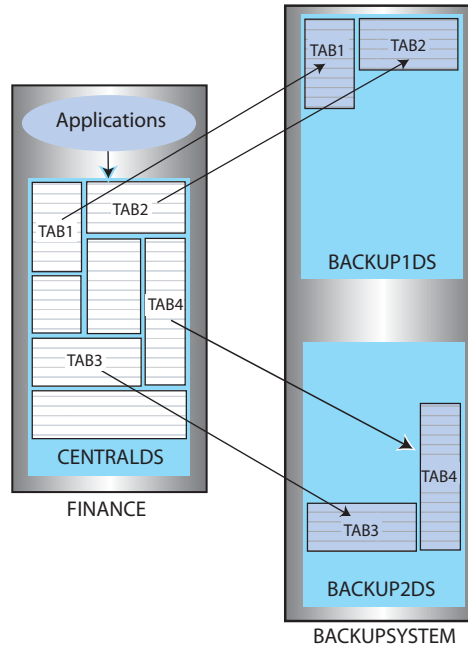 Applications
TAB1
TAB2
TAB4
TAB3
CENTRALDS
FINANCE
TAB1
TAB2
BACKUP1DS
TAB4
TAB3
BACKUP2DS
BACKUPSYSTEM